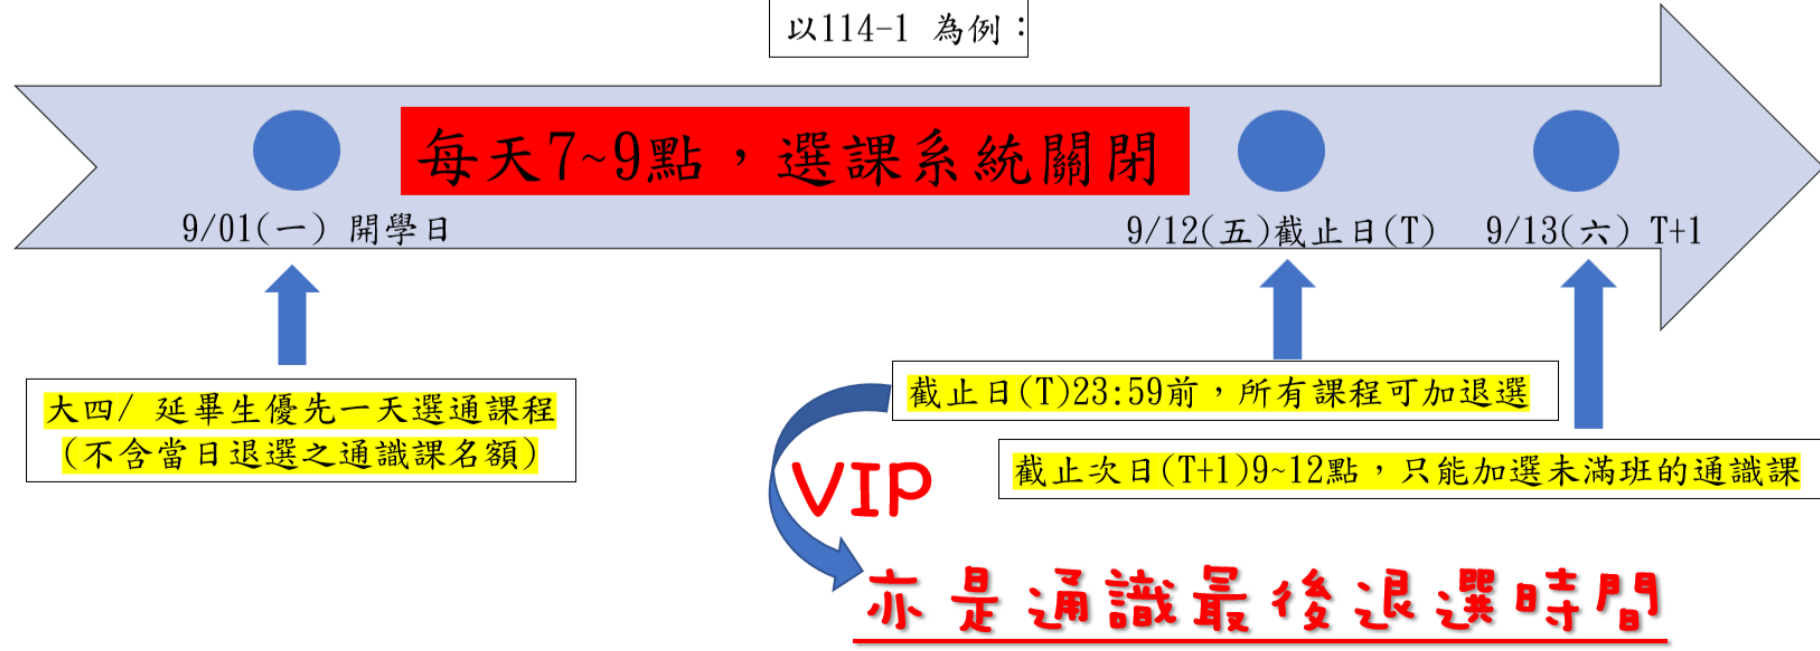 以114-1 為例：
每天7~9點，選課系統關閉
9/01(一) 開學日
9/12(五)截止日(T)
9/13(六) T+1
大四/ 延畢生優先一天選通課程
(不含當日退選之通識課名額)
截止日(T)23:59前，所有課程可加退選
截止次日(T+1)9~12點，只能加選未滿班的通識課
VIP
亦是通識最後退選時間